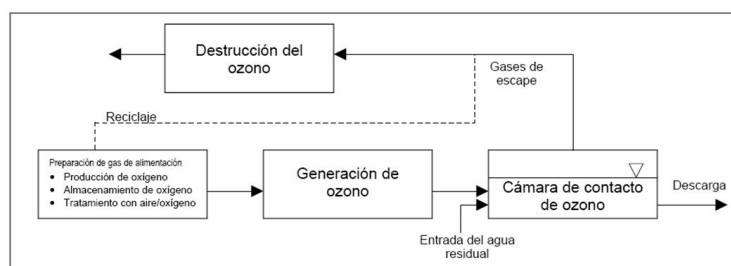 Destrucción del
ozono
Gases de
escape
Reciclaje
Preparación de gas de alimentación
• Producción de oxígeno
• Almacenamiento de oxígeno
• Tratamiento con aire/oxígeno
Generación de
ozono
Cámara de contacto
de ozono
Descarga
Entrada del agua
residual